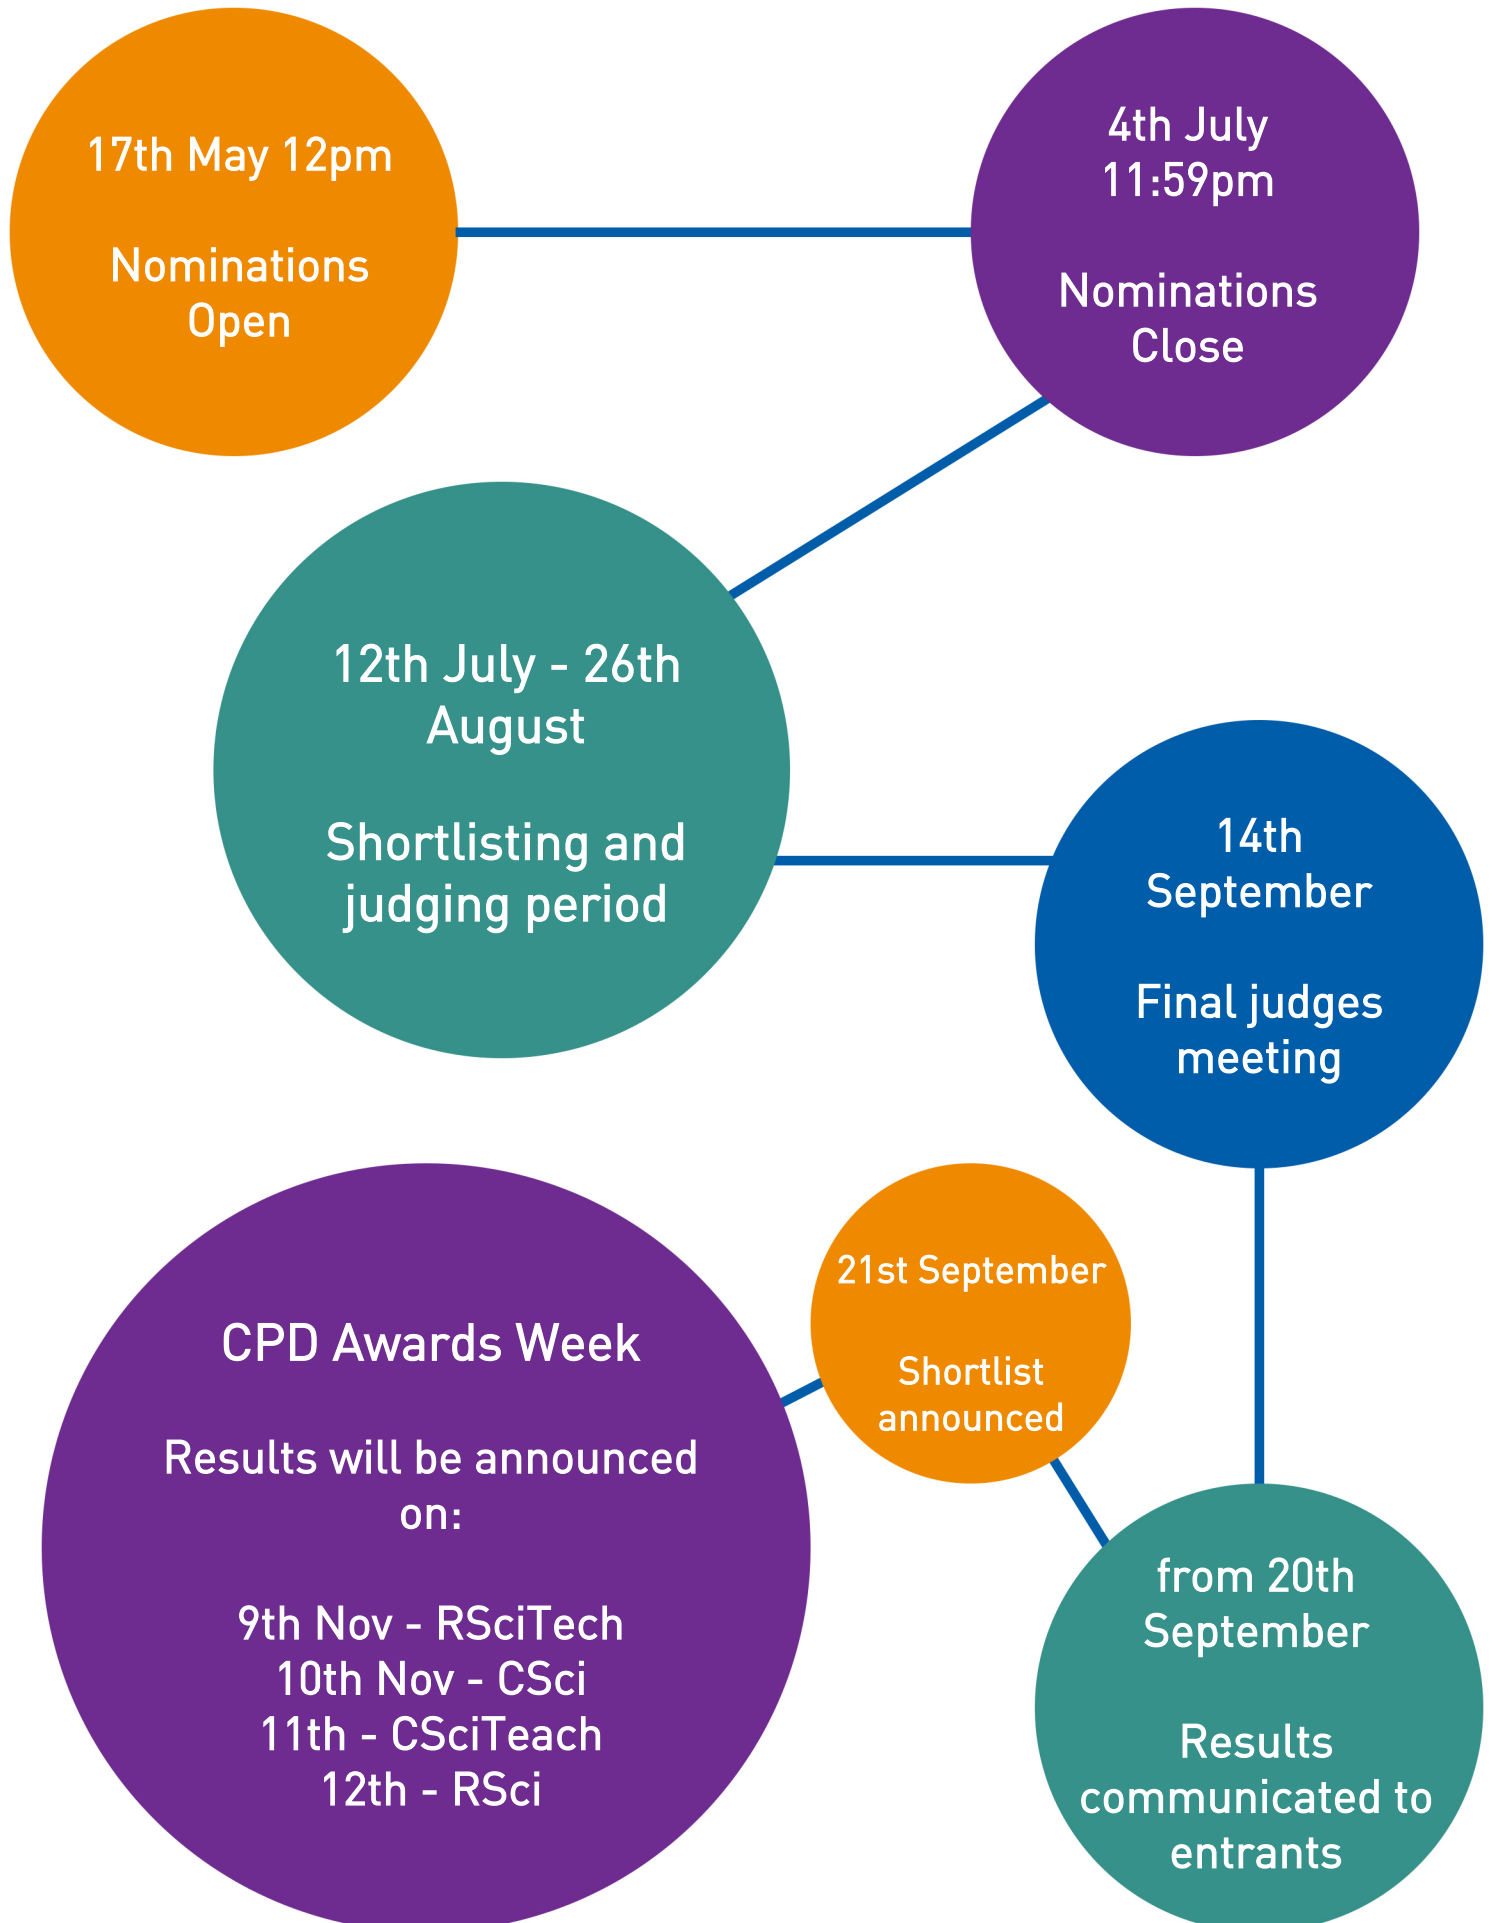 17th May 12pm
Nominations
Open
4th July
11:59pm
Nominations
Close
12th July - 26th
August
Shortlisting and
judging period
14th
September
Final judges
meeting
from 20th
September
Results
communicated to
entrants
21st September
Shortlist
announced
CPD Awards Week
Results will be announced
on:
9th Nov - RSciTech
10th Nov - CSci
11th - CSciTeach
12th - RSci